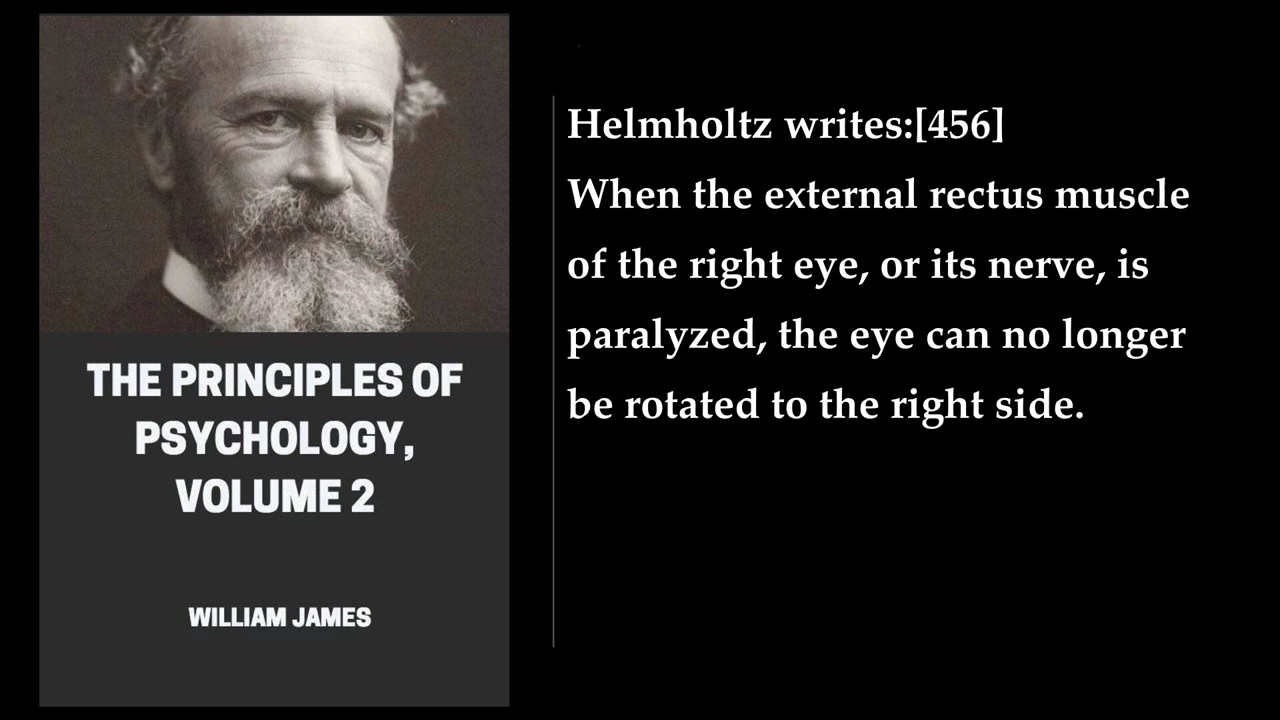 THE PRINCIPLES OF
PSYCHOLOGY,
VOLUME 2
WILLIAM JAMES
Helmholtz writes:[456]
When the external rectus muscle
of the right eye, or its nerve, is
paralyzed, the eye can no longer
be rotated to the right side.